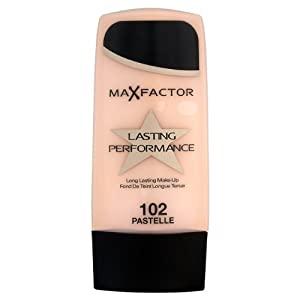 MAXFACTOR
LASTING
PERFORMANCE
Long Lasting Make-Up
Fond De Teint Longue Tenue
102
PASTELLE